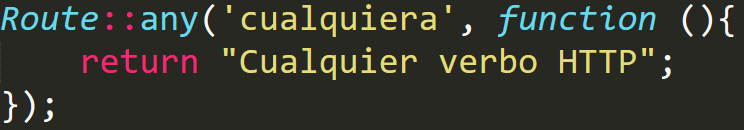 Route::any('cualquiera', function (){
    return "Cualquier verbo HTTP";
});